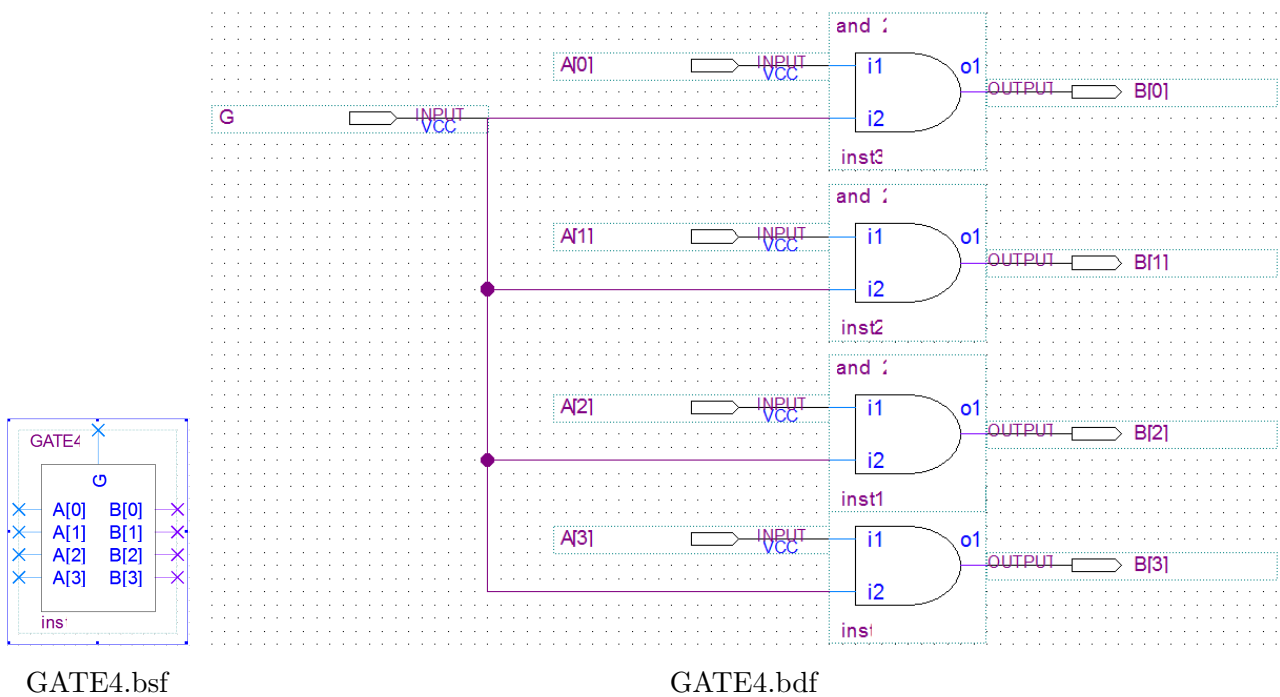 and 2
A[0] INPUT VCC i1 o1
OUTPUT B[0]
G INPUT VCC i2
inst3
and 2
A[1] INPUT VCC i1 o1
OUTPUT B[1]
i2
inst2
and 2
A[2] INPUT VCC i1 o1
OUTPUT B[2]
i2
inst1
A[3] INPUT VCC i1 o1
OUTPUT B[3]
i2
inst
GATE4
G
A[0] B[0]
A[1] B[1]
A[2] B[2]
A[3] B[3]
GATE4.bsf
GATE4.bdf